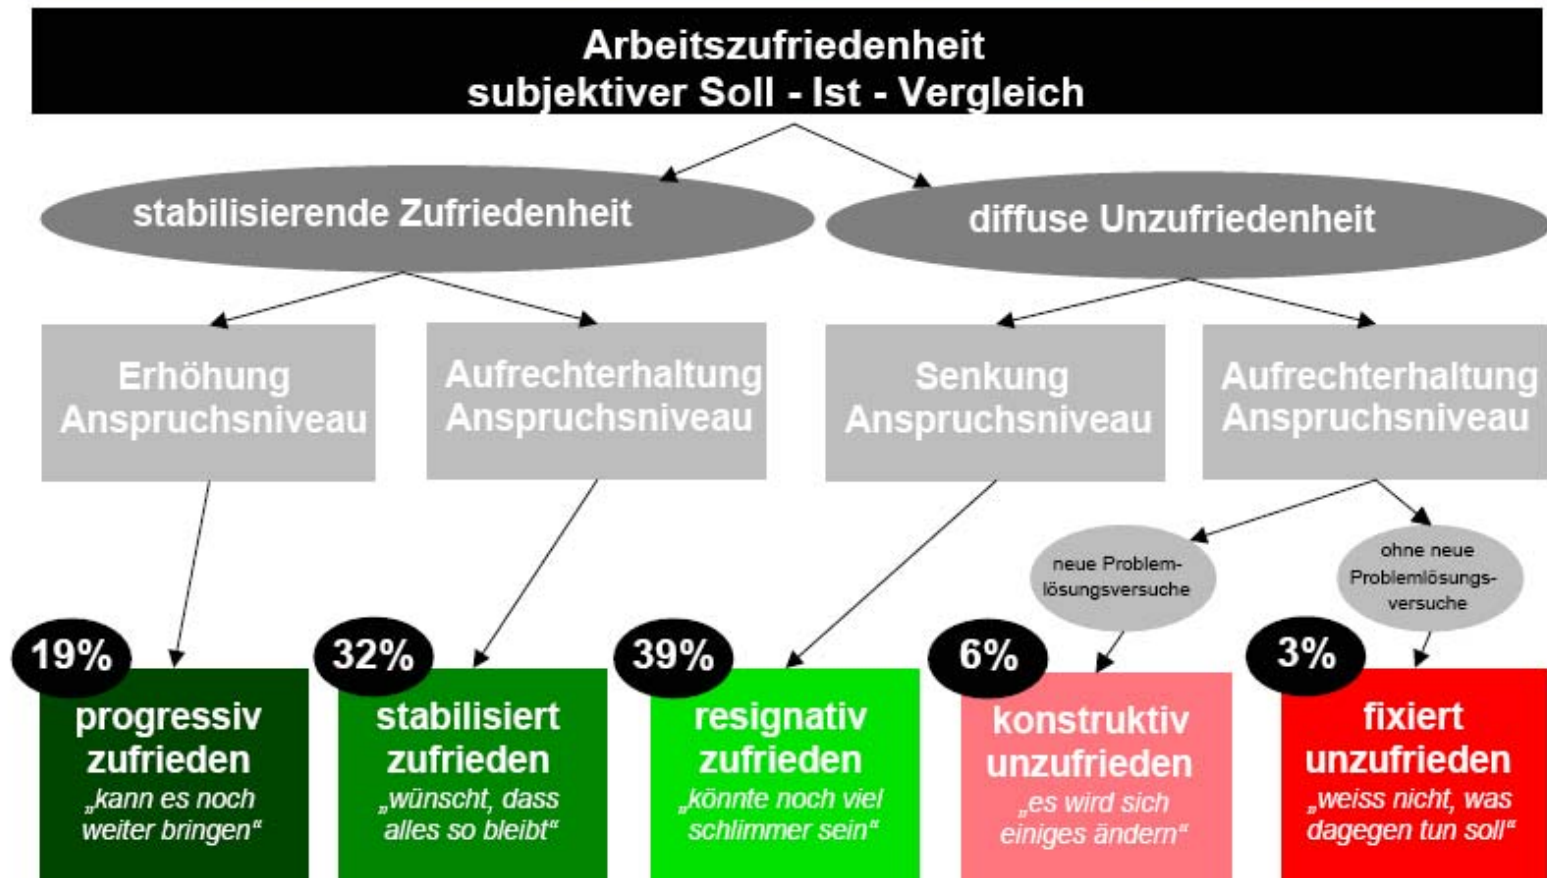 Arbeitszufriedenheit
subjektiver Soll - Ist - Vergleich
stabilisierende Zufriedenheit
diffuse Unzufriedenheit
Erhöhung
Anspruchsniveau
Aufrechterhaltung
Anspruchsniveau
Senkung
Anspruchsniveau
Aufrechterhaltung
Anspruchsniveau
neue Problem-
lösungsversuche
ohne neue
Problemlösungs-
versuche
19%
progressiv
zufrieden
„kann es noch
weiter bringen“
32%
stabilisiert
zufrieden
„wünscht, dass
alles so bleibt“
39%
resignativ
zufrieden
„könnte noch viel
schlimmer sein“
6%
konstruktiv
unzufrieden
„es wird sich
einiges ändern“
3%
fixiert
unzufrieden
„weiss nicht, was
dagegen tun soll“